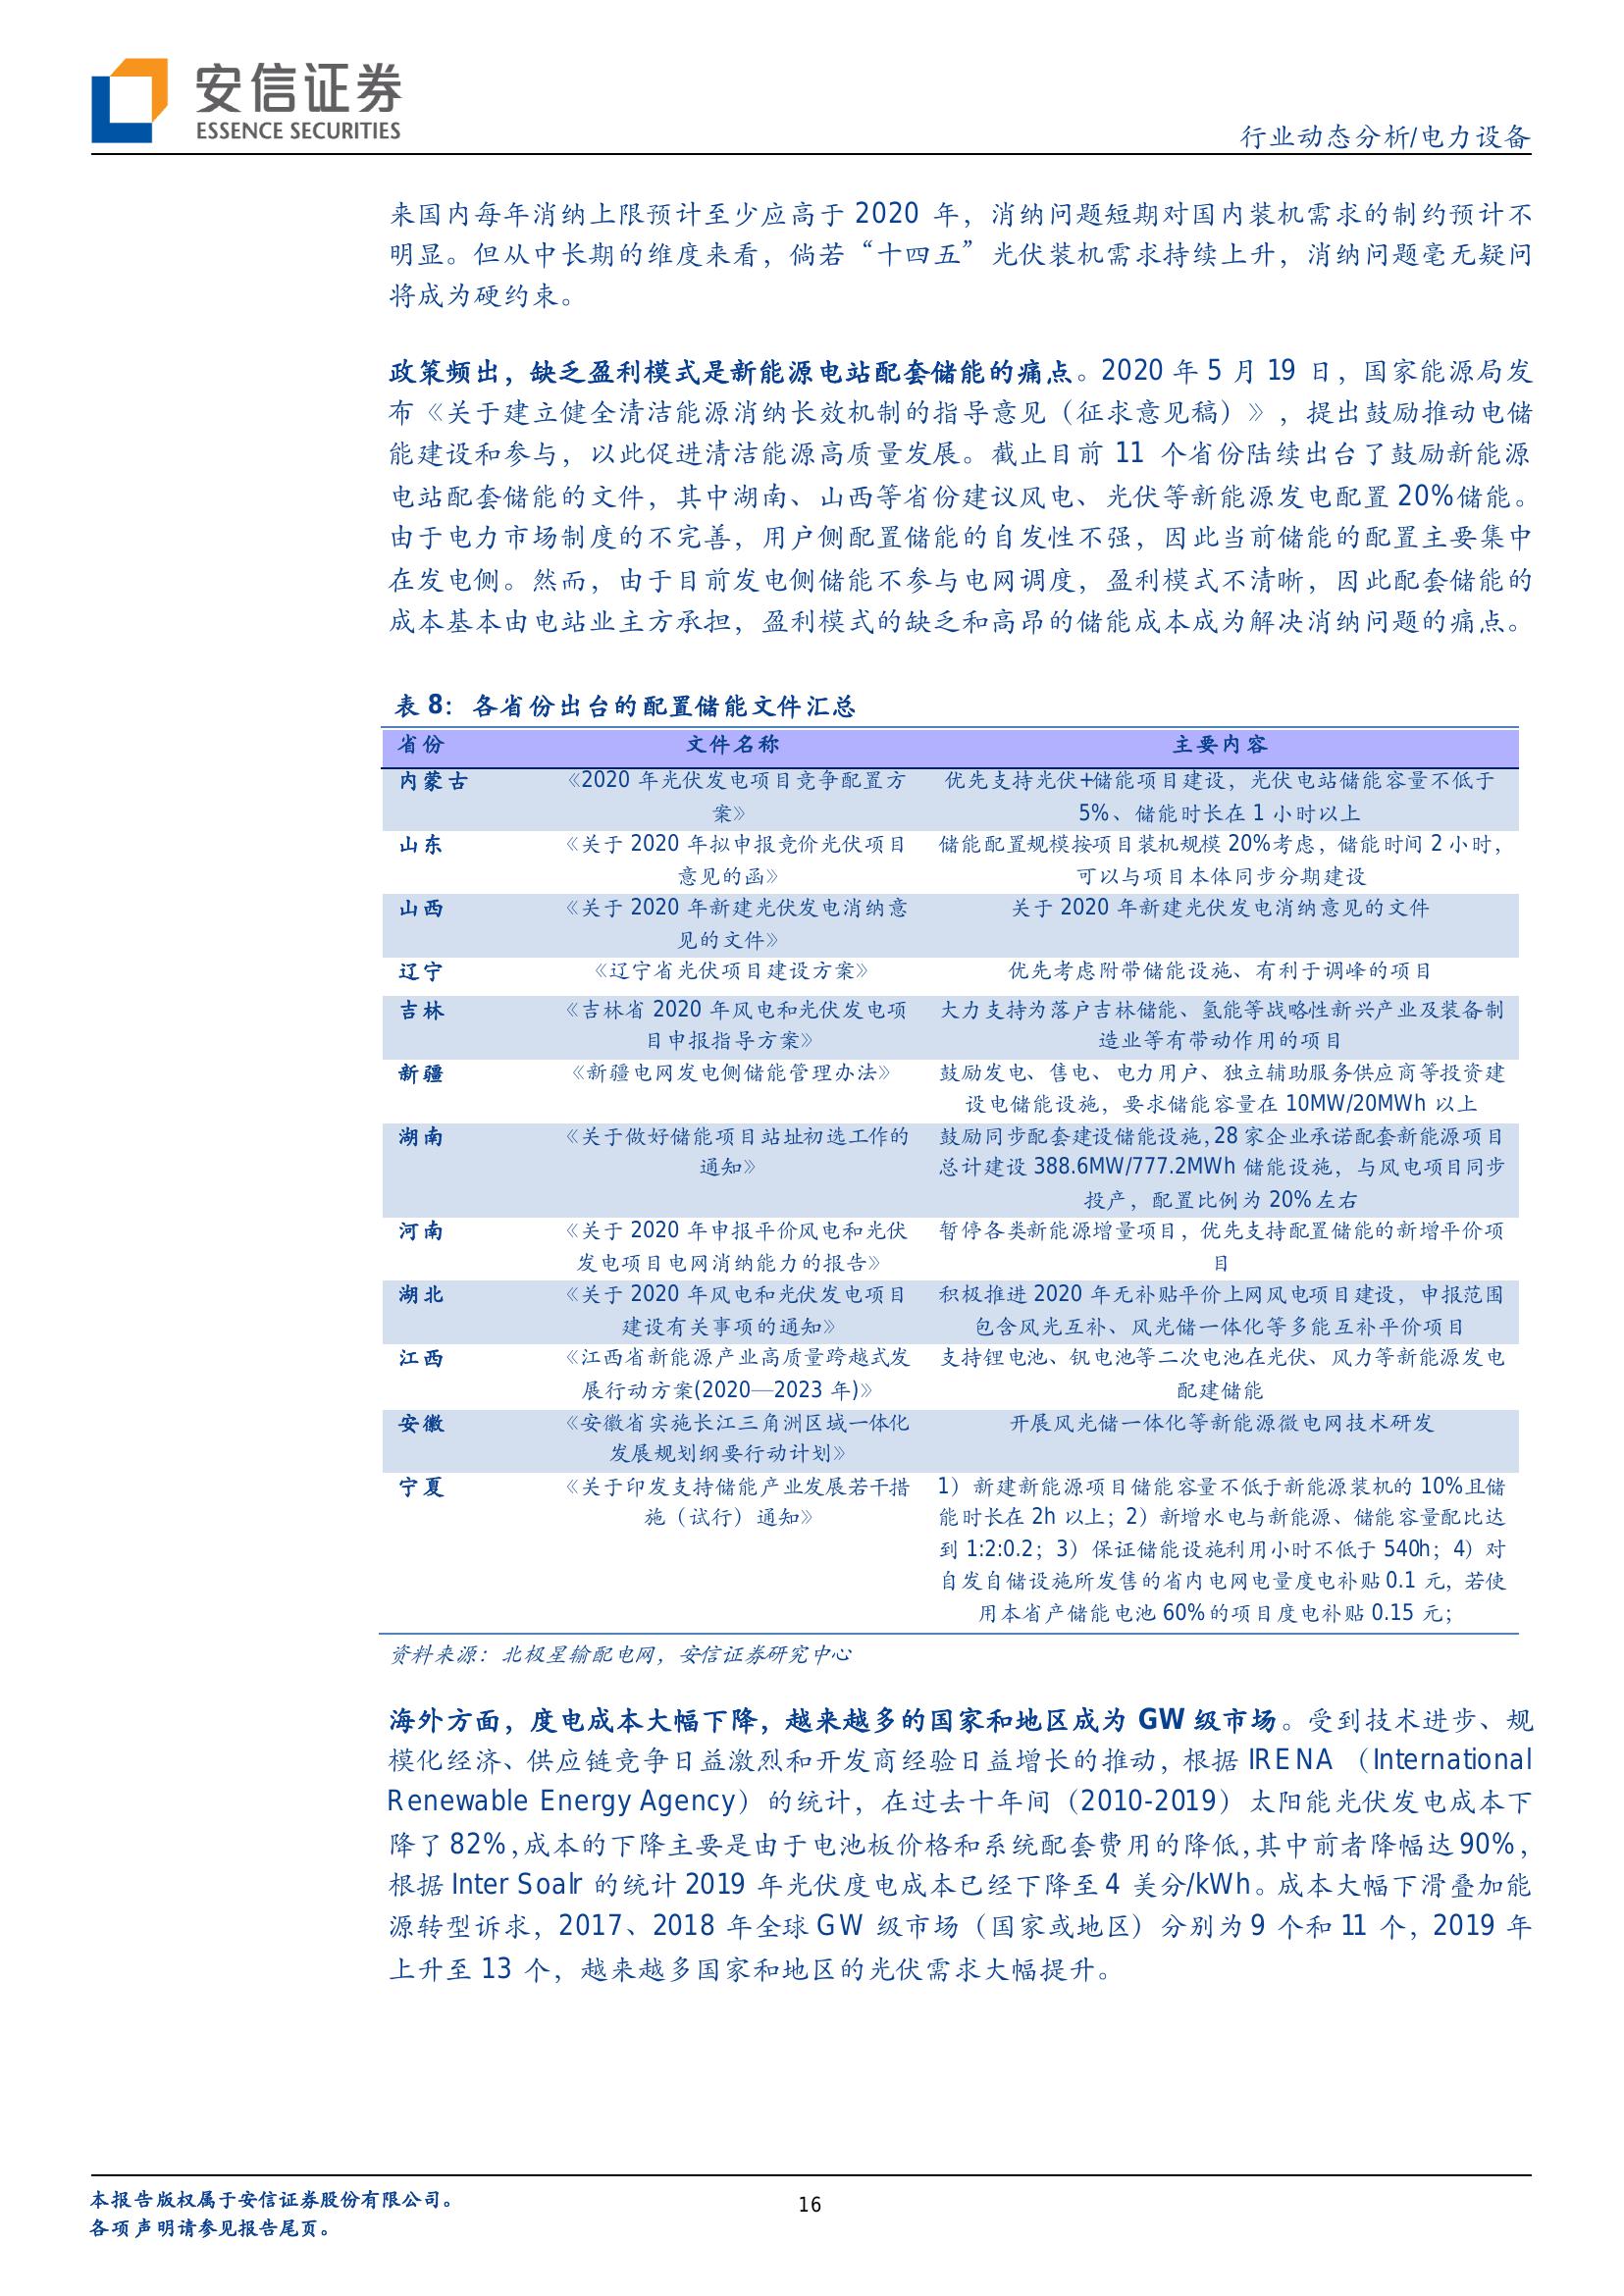 安信证券
ESSENCE SECURITIES
行业动态分析/电力设备
来国内每年消纳上限预计至少应高于 2020 年，消纳问题短期对国内装机需求的制约预计不
明显。但从中长期的维度来看，倘若“十四五”光伏装机需求持续上升，消纳问题毫无疑问
将成为硬约束。
政策频出，缺乏盈利模式是新能源电站配套储能的痛点。2020 年 5 月 19 日，国家能源局发
布《关于建立健全清洁能源消纳长效机制的指导意见（征求意见稿）》，提出鼓励推动电储
能建设和参与，以此促进清洁能源高质量发展。截止目前 11 个省份陆续出台了鼓励新能源
电站配套储能的文件，其中湖南、山西等省份建议风电、光伏等新能源发电配置 20%储能。
由于电力市场制度的不完善，用户侧配置储能的自发性不强，因此当前储能的配置主要集中
在发电侧。然而，由于目前发电侧储能不参与电网调度，盈利模式不清晰，因此配套储能的
成本基本由电站业主方承担，盈利模式的缺乏和高昂的储能成本成为解决消纳问题的痛点。
表 8：各省份出台的配置储能文件汇总
省份 文件名称 主要内容
内蒙古 《2020 年光伏发电项目竞争配置方 优先支持光伏+储能项目建设，光伏电站储能容量不低于
案》 5%、储能时长在 1 小时以上
山东 《关于 2020 年拟申报竞价光伏项目 储能配置规模按项目装机规模 20%考虑，储能时间 2 小时，
意见的函》 可以与项目本体同步分期建设
山西 《关于 2020 年新建光伏发电消纳意 关于 2020 年新建光伏发电消纳意见的文件
见的文件》
辽宁 《辽宁省光伏项目建设方案》 优先考虑附带储能设施、有利于调峰的项目
吉林 《吉林省 2020 年风电和光伏发电项 大力支持为落户吉林储能、氢能等战略性新兴产业及装备制
目申报指导方案》 造业等有带动作用的项目
新疆 《新疆电网发电侧储能管理办法》 鼓励发电、售电、电力用户、独立辅助服务供应商等投资建
设电储能设施，要求储能容量在 10MW/20MWh 以上
湖南 《关于做好储能项目站址初选工作的 鼓励同步配套建设储能设施，28 家企业承诺配套新能源项目
通知》 总计建设 388.6MW/777.2MWh 储能设施，与风电项目同步
投产，配置比例为 20%左右
河南 《关于 2020 年申报平价风电和光伏 暂停各类新能源增量项目，优先支持配置储能的新增平价项
发电项目电网消纳能力的报告》 目
湖北 《关于 2020 年风电和光伏发电项目 积极推进 2020 年无补贴平价上网风电项目建设，申报范围
建设有关事项的通知》 包含风光互补、风光储一体化等多能互补平价项目
江西 《江西省新能源产业高质量跨越式发 支持锂电池、钒电池等二次电池在光伏、风力等新能源发电
展行动方案(2020—2023 年)》 配建储能
安徽 《安徽省实施长江三角洲区域一体化 开展风光储一体化等新能源微电网技术研发
发展规划纲要行动计划》
宁夏 《关于印发支持储能产业发展若干措 1）新建新能源项目储能容量不低于新能源装机的 10%且储
施（试行）通知》 能时长在 2h 以上；2）新增水电与新能源、储能容量配比达
到 1:2:0.2；3）保证储能设施利用小时不低于 540h；4）对
自发自储设施所发售的省内电网电量度电补贴 0.1 元，若使
用本省产储能电池 60%的项目度电补贴 0.15 元；
资料来源：北极星输配电网，安信证券研究中心
海外方面，度电成本大幅下降，越来越多的国家和地区成为 GW 级市场。受到技术进步、规
模化经济、供应链竞争日益激烈和开发商经验日益增长的推动，根据 IRENA （International
Renewable Energy Agency）的统计，在过去十年间（2010-2019）太阳能光伏发电成本下
降了 82%，成本的下降主要是由于电池板价格和系统配套费用的降低，其中前者降幅达 90%，
根据 Inter Soalr 的统计 2019 年光伏度电成本已经下降至 4 美分/kWh。成本大幅下滑叠加能
源转型诉求，2017、2018 年全球 GW 级市场（国家或地区）分别为 9 个和 11 个，2019 年
上升至 13 个，越来越多国家和地区的光伏需求大幅提升。
本报告版权属于安信证券股份有限公司。
各项声明请参见报告尾页。
16